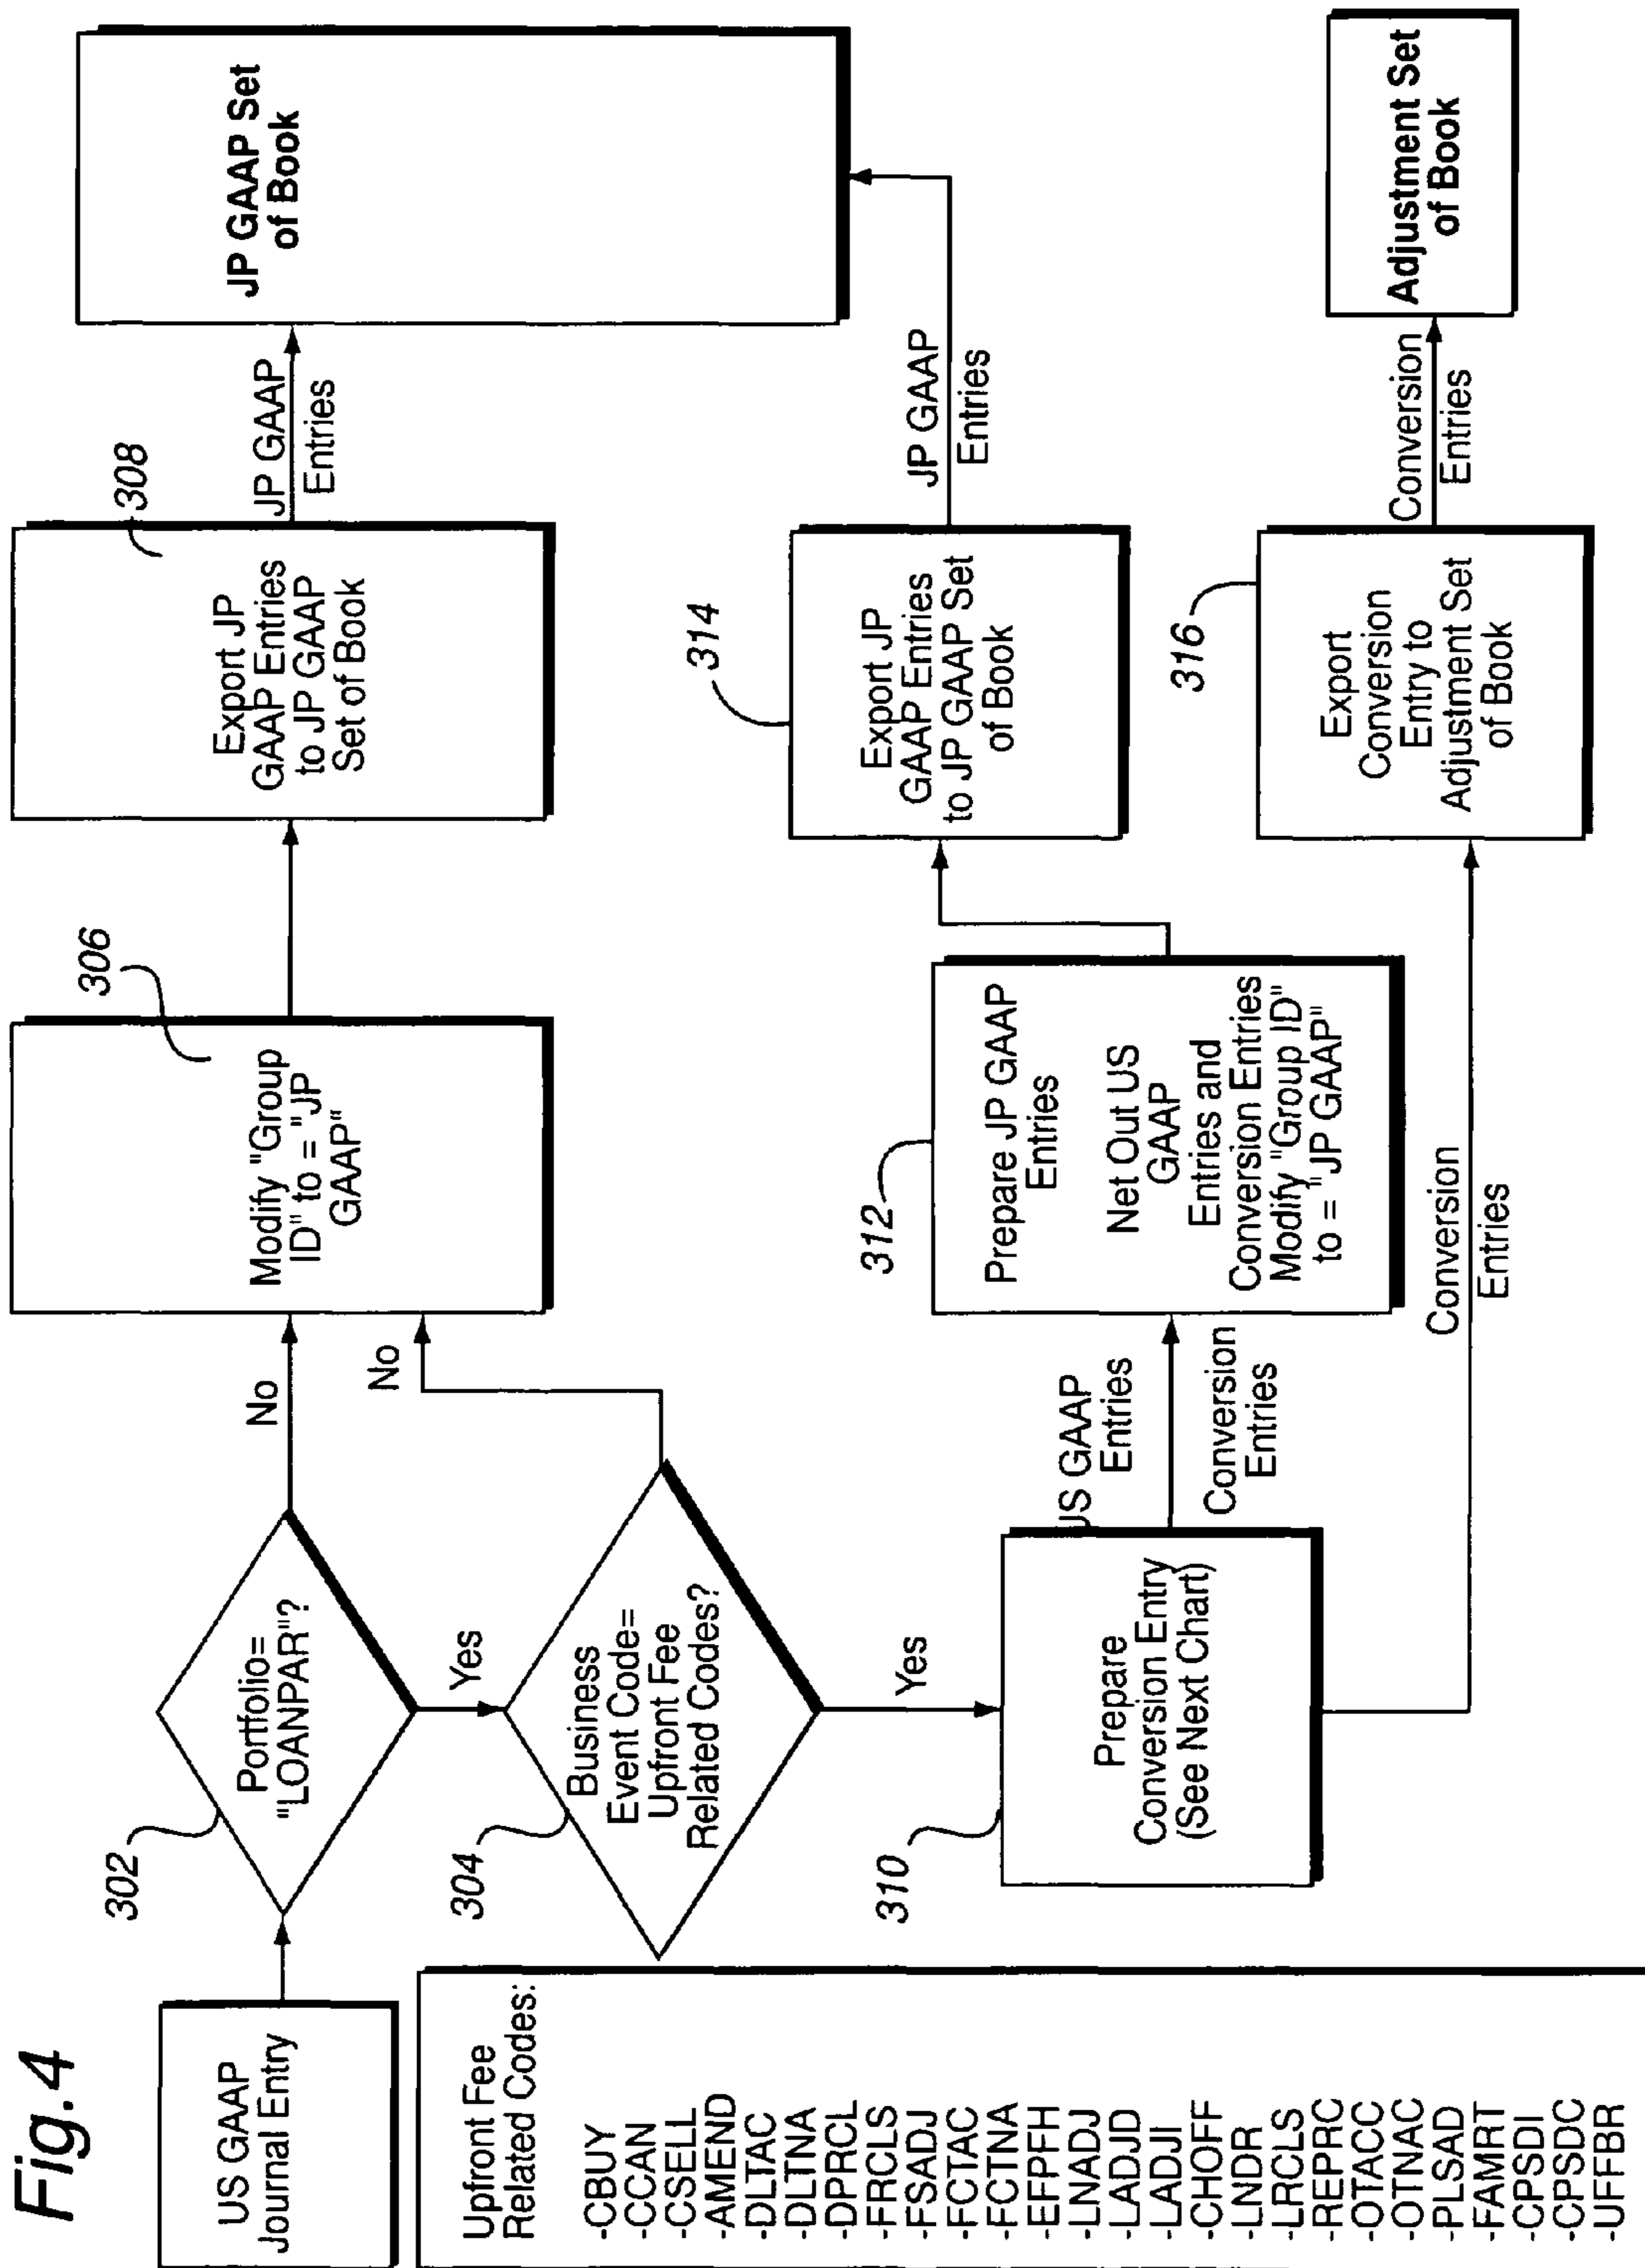 Fig.4
US GAAP
Journal Entry
302
Portfolio=
"LOANPAR"?
No
Yes
304
Business
Event Code=
Upfront Fee
Related Codes?
No
Yes
306
Modify "Group
ID" to = "JP
GAAP"
308
Export JP
GAAP Entries
to JP GAAP
Set of Book
JP GAAP
Entries
JP GAAP Set
of Book
310
Prepare
Conversion Entry
(See Next Chart)
US GAAP
Entries
Conversion
Entries
312
Prepare JP GAAP
Entries
Net Out US
GAAP
Entries and
Conversion Entries
Modify "Group ID"
to = "JP GAAP"
314
Export JP
GAAP Entries
to JP GAAP Set
of Book
JP GAAP
Entries
Conversion
Entries
316
Export
Conversion
Entry to
Adjustment Set
of Book
Conversion
Entries
Adjustment Set
of Book
Upfront Fee
Related Codes:
-CBUY
-CCAN
-CSELL
-AMEND
-DLTAC
-DLTNA
-DPRCL
-FRCLS
-FSADJ
-FCTAC
-FCTNA
-EFPFH
-LNADJ
-LADJD
-LADJI
-CHOFF
-LNDR
-LRCLS
-REPRC
-OTACC
-OTNAC
-PLSAD
-FAMRT
-CPSDI
-CPSDC
-UFFBR